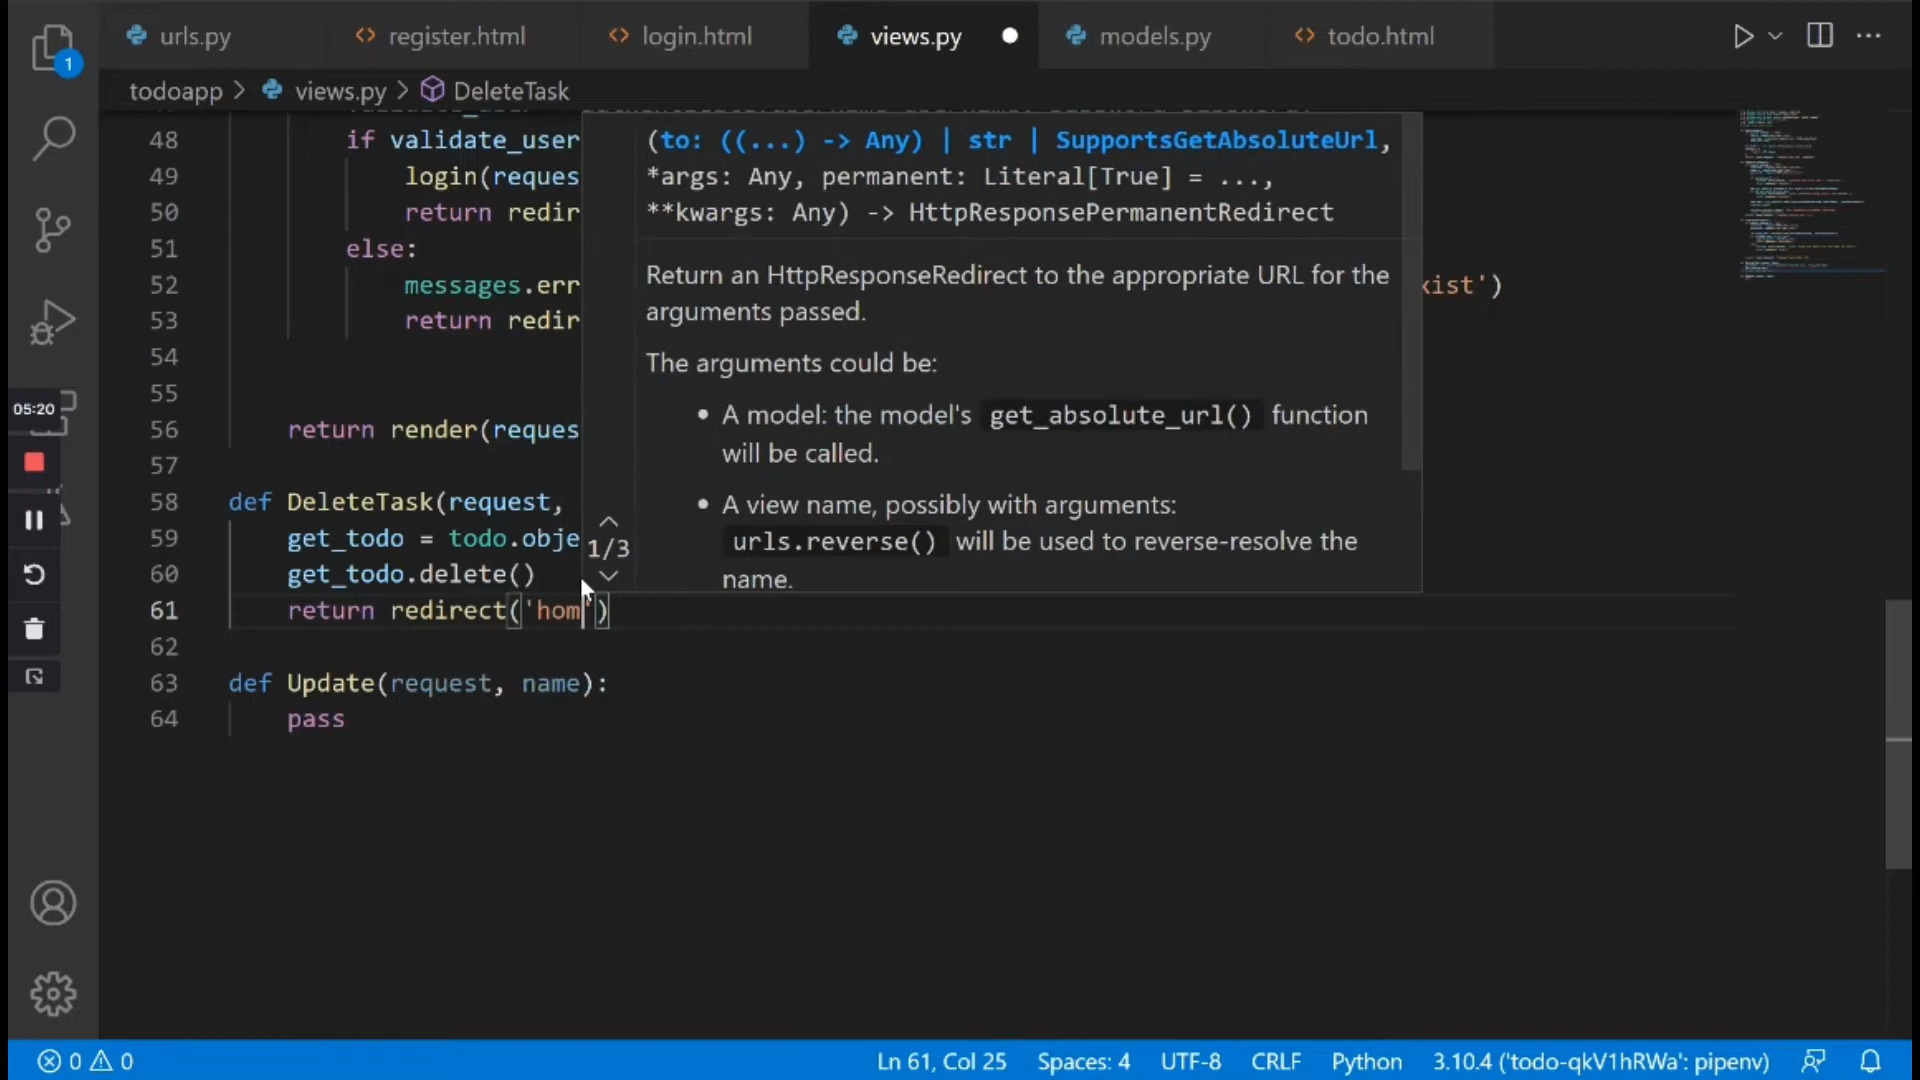 urls.py register.html login.html views.py models.py todo.html
1
todoapp > views.py > DeleteTask
48 if validate_user
49 login(reques
50 return redir
51 else:
52 messages.err xist')
53 return redir
54
55
56 return render(reques
57
58 def DeleteTask(request,
59 get_todo = todo.obje
60 get_todo.delete()
61 return redirect('hom')
62
63 def Update(request, name):
64 pass
(to: ((...) -> Any) | str | SupportsGetAbsoluteUrl,
*args: Any, permanent: Literal[True] = ...,
**kwargs: Any) -> HttpResponsePermanentRedirect
Return an HttpResponseRedirect to the appropriate URL for the
arguments passed.
The arguments could be:
• A model: the model's get_absolute_url() function
will be called.
• A view name, possibly with arguments:
urls.reverse() will be used to reverse-resolve the
name.
1/3
05:20
0 0 Ln 61, Col 25 Spaces: 4 UTF-8 CRLF Python 3.10.4 ('todo-qkV1hRWa': pipenv)